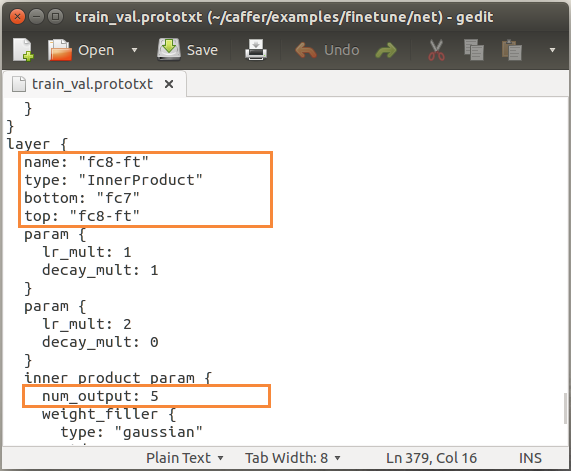 train_val.prototxt (~/caffer/examples/finetune/net) - gedit
Open Save Undo
train_val.prototxt ×
}
}
layer {
name: "fc8-ft"
type: "InnerProduct"
bottom: "fc7"
top: "fc8-ft"
param {
lr_mult: 1
decay_mult: 1
}
param {
lr_mult: 2
decay_mult: 0
}
inner_product_param {
num_output: 5
weight_filler {
type: "gaussian"
Plain Text Tab Width: 8 Ln 379, Col 16 INS